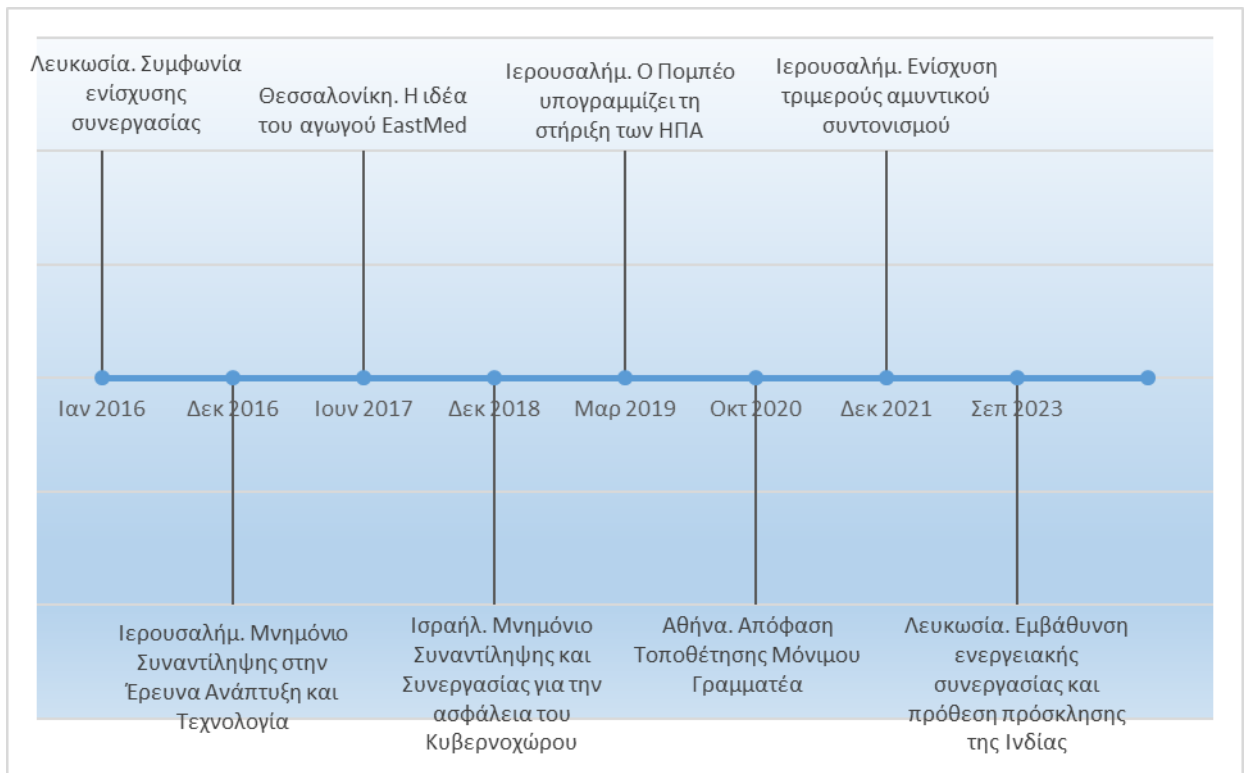 Λευκωσία. Συμφωνία
ενίσχυσης
συνεργασίας
Θεσσαλονίκη. Η ιδέα
του αγωγού EastMed
Ιερουσαλήμ. Ο Πομπέο
υπογραμμίζει τη
στήριξη των ΗΠΑ
Ιερουσαλήμ. Ενίσχυση
τριμερούς αμυντικού
συντονισμού
Ιαν 2016
Δεκ 2016
Ιουν 2017
Δεκ 2018
Μαρ 2019
Οκτ 2020
Δεκ 2021
Σεπ 2023
Ιερουσαλήμ. Μνημόνιο
Συναντίληψης στην
Έρευνα Ανάπτυξη και
Τεχνολογία
Ισραήλ. Μνημόνιο
Συναντίληψης και
Συνεργασίας για την
ασφάλεια του
Κυβερνοχώρου
Αθήνα. Απόφαση
Τοποθέτησης Μόνιμου
Γραμματέα
Λευκωσία. Εμβάθυνση
ενεργειακής
συνεργασίας και
πρόθεση πρόσκλησης
της Ινδίας